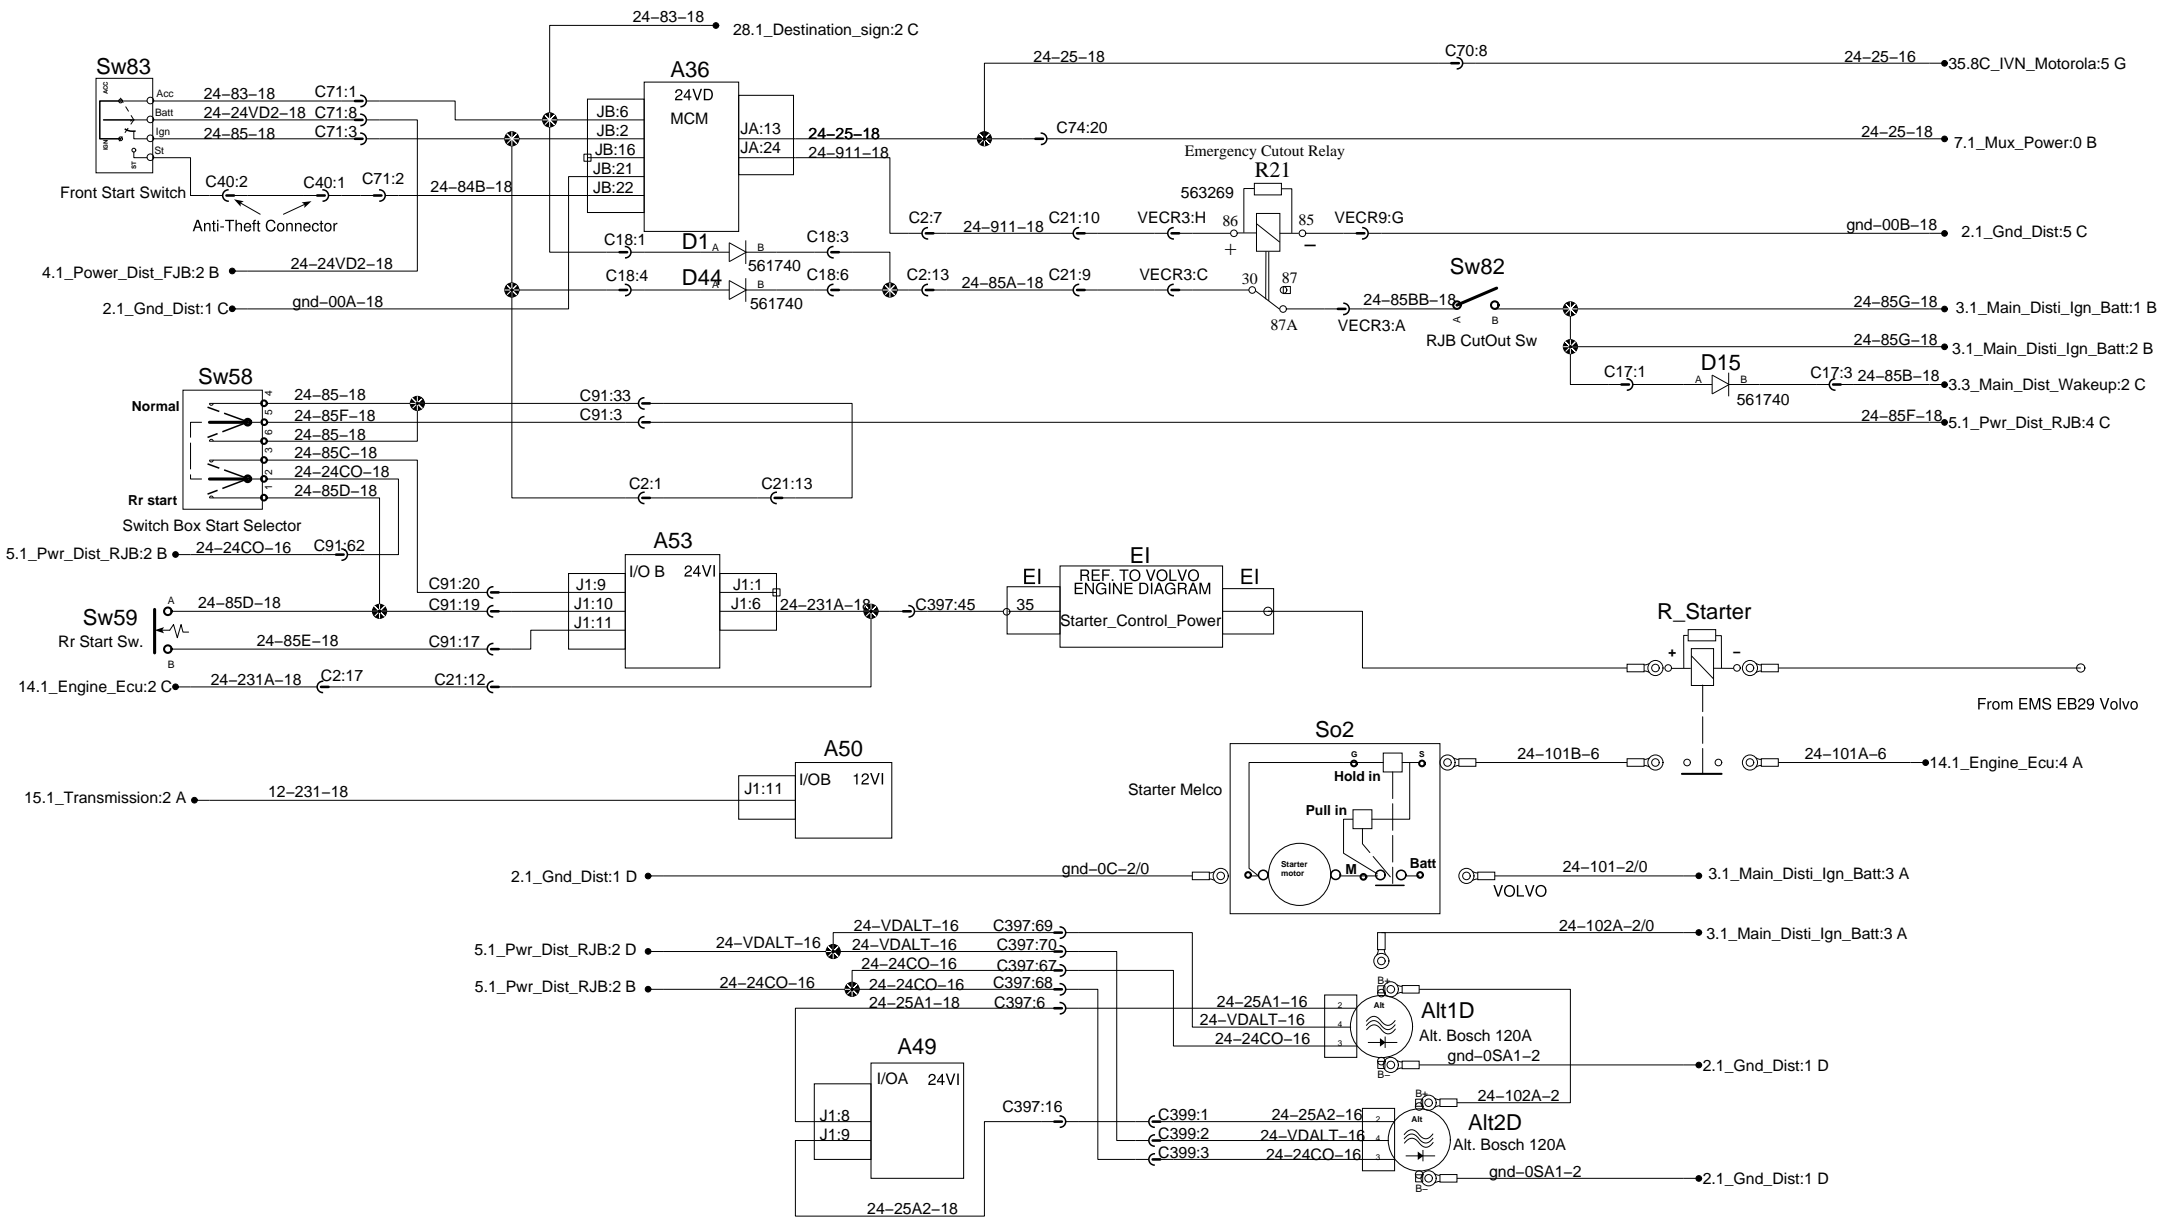 24-83-18
28.1_Destination_sign:2 C
24-25-18
C70:8
24-25-16
35.8C_IVN_Motorola:5 G
Sw83
ACC
IGN
ST
Acc
Batt
Ign
St
24-83-18
C71:1
24-24VD2-18
C71:8
24-85-18
C71:3
Front Start Switch
C40:2
C40:1
C71:2
24-84B-18
Anti-Theft Connector
A36
24VD
MCM
JB:6
JB:2
JB:16
JB:21
JB:22
JA:13
JA:24
24-25-18
24-911-18
C74:20
24-25-18
7.1_Mux_Power:0 B
Emergency Cutout Relay
R21
563269
C2:7
24-911-18
C21:10
VECR3:H
86
+
85
−
VECR9:G
gnd-00B-18
2.1_Gnd_Dist:5 C
C18:1
D1
A
B
561740
C18:3
4.1_Power_Dist_FJB:2 B
24-24VD2-18
C18:4
D44
A
B
561740
C18:6
C2:13
24-85A-18
C21:9
VECR3:C
30
87
87A
2.1_Gnd_Dist:1 C
gnd-00A-18
VECR3:A
24-85BB-18
Sw82
A
B
RJB CutOut Sw
24-85G-18
3.1_Main_Disti_Ign_Batt:1 B
24-85G-18
3.1_Main_Disti_Ign_Batt:2 B
C17:1
D15
A
B
561740
C17:3
24-85B-18
3.3_Main_Dist_Wakeup:2 C
Sw58
Normal
Rr start
4
5
6
3
2
1
24-85-18
24-85F-18
24-85-18
24-85C-18
24-24CO-18
24-85D-18
C91:33
C91:3
24-85F-18
5.1_Pwr_Dist_RJB:4 C
C2:1
C21:13
Switch Box Start Selector
5.1_Pwr_Dist_RJB:2 B
24-24CO-16
C91:62
A53
I/O B
24VI
J1:9
J1:10
J1:11
J1:1
J1:6
C91:20
C91:19
C91:17
Sw59
Rr Start Sw.
A
B
24-85D-18
24-85E-18
24-231A-18
C397:45
EI
EI
EI
35
REF. TO VOLVO
ENGINE DIAGRAM
Starter_Control_Power
R_Starter
+
−
From EMS EB29 Volvo
14.1_Engine_Ecu:2 C
24-231A-18
C2:17
C21:12
A50
I/OB
12VI
J1:11
15.1_Transmission:2 A
12-231-18
So2
Starter Melco
G
S
Hold in
Pull in
Starter
motor
M
Batt
24-101B-6
24-101A-6
14.1_Engine_Ecu:4 A
2.1_Gnd_Dist:1 D
gnd-0C-2/0
VOLVO
24-101-2/0
3.1_Main_Disti_Ign_Batt:3 A
24-102A-2/0
3.1_Main_Disti_Ign_Batt:3 A
5.1_Pwr_Dist_RJB:2 D
24-VDALT-16
24-VDALT-16
C397:69
24-VDALT-16
C397:70
24-24CO-16
C397:67
5.1_Pwr_Dist_RJB:2 B
24-24CO-16
24-24CO-16
C397:68
24-25A1-18
C397:6
24-25A1-16
24-VDALT-16
24-24CO-16
2
4
3
B+
Alt
B−
Alt1D
Alt. Bosch 120A
gnd-0SA1-2
2.1_Gnd_Dist:1 D
A49
I/OA
24VI
J1:8
J1:9
24-25A2-18
C397:16
C399:1
C399:2
C399:3
24-25A2-16
24-VDALT-16
24-24CO-16
2
4
3
B+
Alt
B−
24-102A-2
Alt2D
Alt. Bosch 120A
gnd-0SA1-2
2.1_Gnd_Dist:1 D